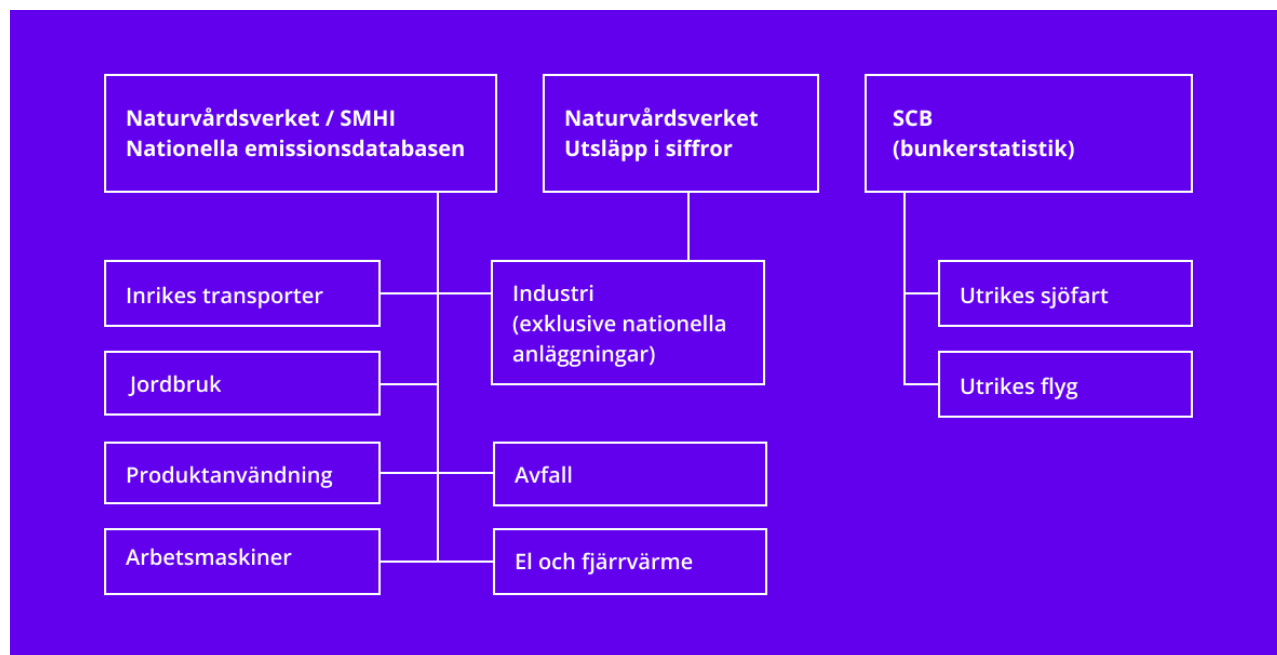 Naturvårdsverket / SMHI
Nationella emissionsdatabasen
Naturvårdsverket
Utsläpp i siffror
SCB
(bunkerstatistik)
Inrikes transporter
Industri
(exklusive nationella
anläggningar)
Utrikes sjöfart
Jordbruk
Utrikes flyg
Produktanvändning
Avfall
Arbetsmaskiner
El och fjärrvärme